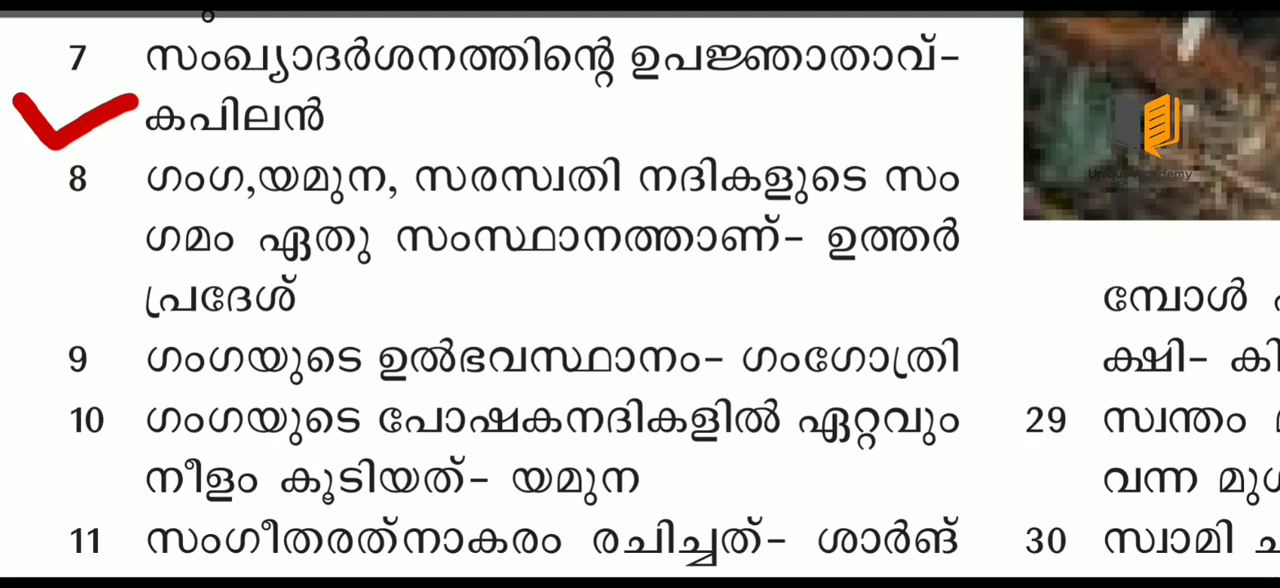 7 സംഖ്യാദർശനത്തിന്റെ ഉപജ്ഞാതാവ്-
കപിലൻ
8 ഗംഗ,യമുന, സരസ്വതി നദികളുടെ സം
ഗമം ഏതു സംസ്ഥാനത്താണ്- ഉത്തർ
പ്രദേശ്
9 ഗംഗയുടെ ഉൽഭവസ്ഥാനം- ഗംഗോത്രി
10 ഗംഗയുടെ പോഷകനദികളിൽ ഏറ്റവും
നീളം കൂടിയത്- യമുന
11 സംഗീതരത്നാകരം രചിച്ചത്- ശാർങ്
Unique Academy
മ്പോൾ
ക്ഷി- കി
29 സ്വന്തം
വന്ന
30 സ്വാമി